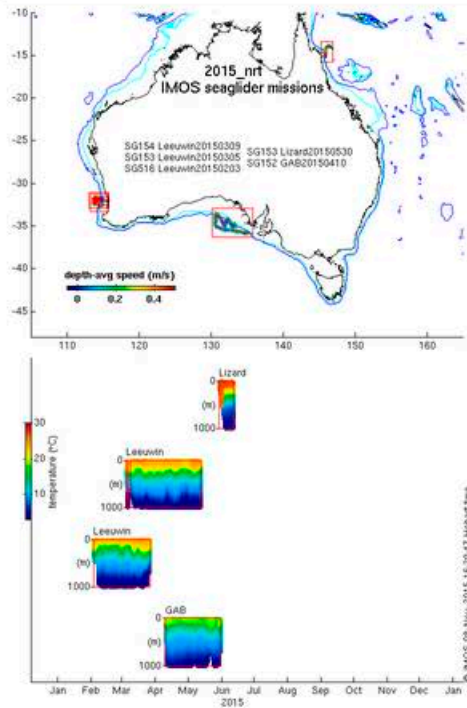 -10
2015_nrt
IMOS seaglider missions
-15
-20
SG154 Leeuwin20150309
SG153 Leeuwin20150305
SG516 Leeuwin20150203
SG153 Lizard20150530
SG152 GAB20150410
-25
-30
-35
-40
-45
depth-avg speed (m/s)
0 0.2 0.4
110 120 130 140 150 160
Lizard
0
(m)
1000
30
20
10
temperature (°C)
Leeuwin
0
(m)
1000
Leeuwin
0
(m)
1000
GAB
0
(m)
1000
Jan Feb Mar Apr May Jun Jul Aug Sep Oct Nov Dec Jan
2015